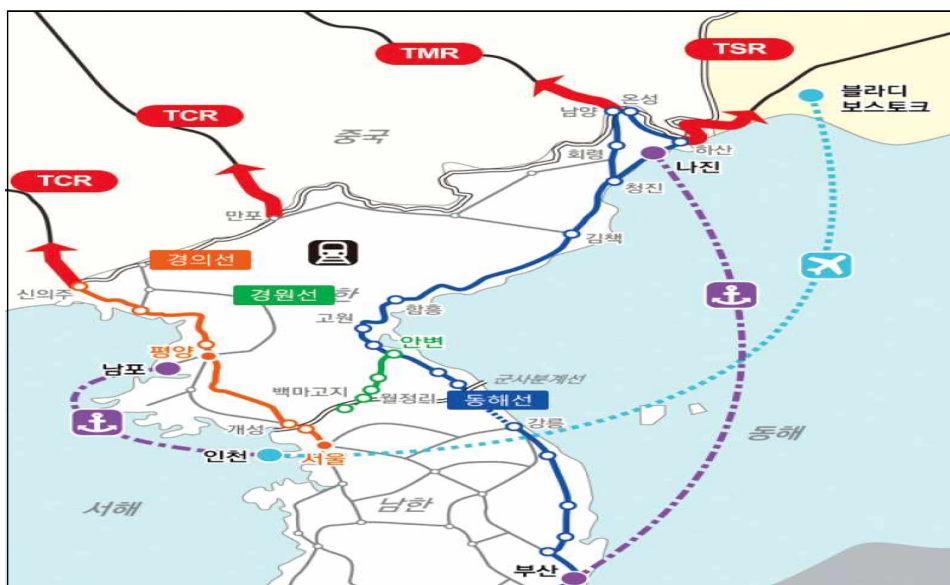 TMR
TSR
블라디
보스토크
온성
남양
TCR
중국
회령
하산
나진
TCR
청진
만포
김책
경의선
신의주
경원선
한
함흥
고원
안변
평양
남포
군사분계선
백마고지
월정리
동해선
개성
강릉
인천
서울
동해
서해
남한
부산